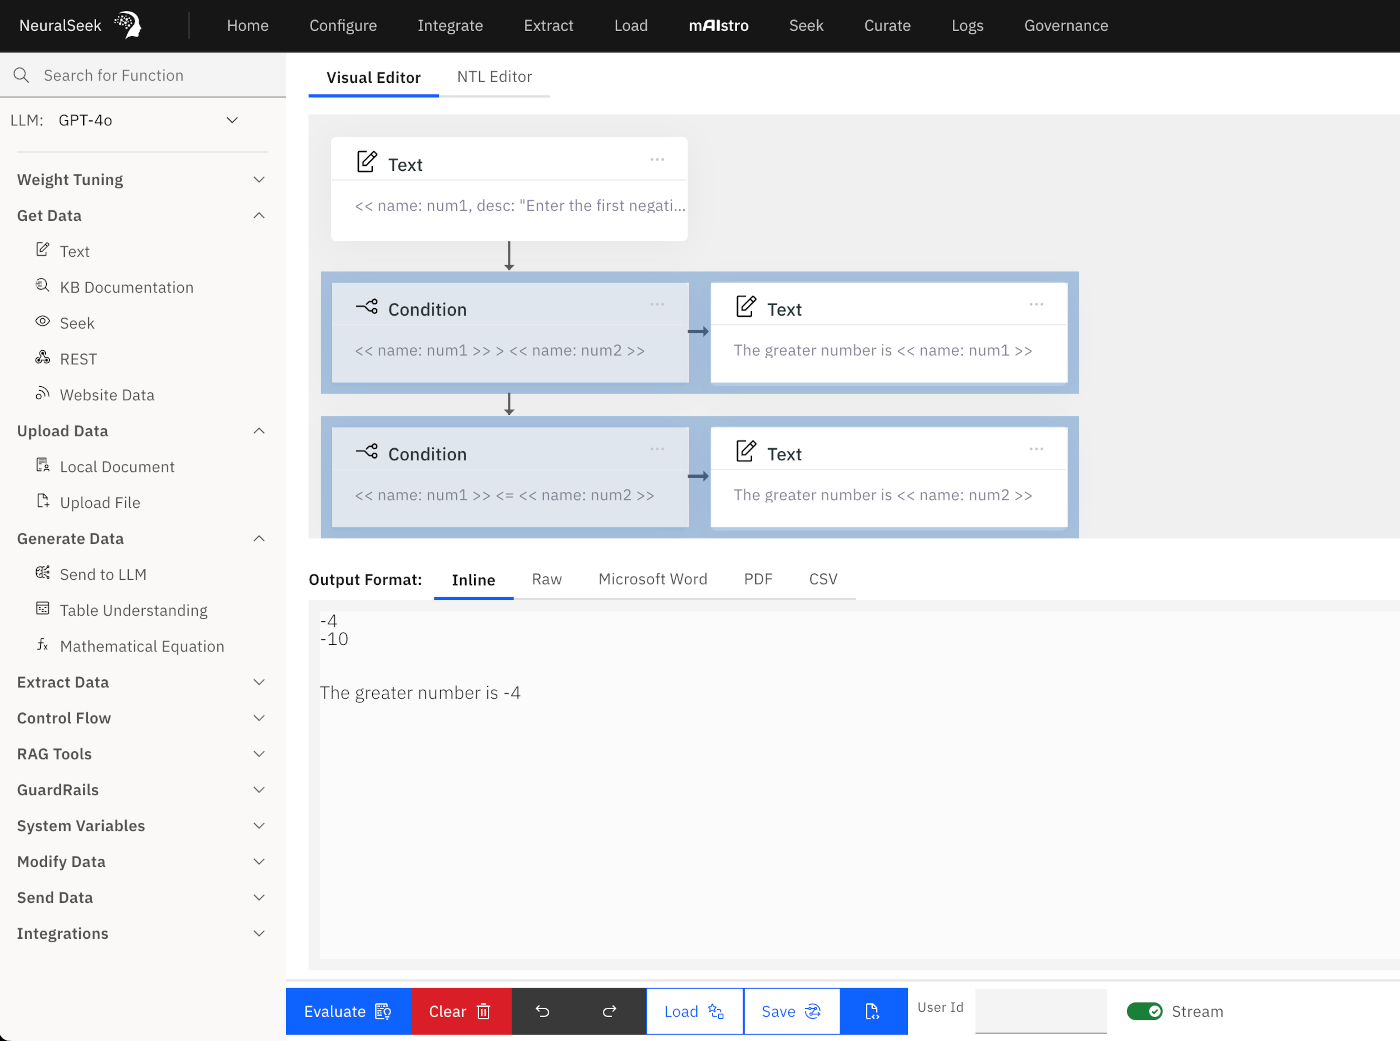 NeuralSeek
Home Configure Integrate Extract Load mAIstro Seek Curate Logs Governance
Search for Function
LLM: GPT-4o
Weight Tuning
Get Data
Text
KB Documentation
Seek
REST
Website Data
Upload Data
Local Document
Upload File
Generate Data
Send to LLM
Table Understanding
Mathematical Equation
Extract Data
Control Flow
RAG Tools
GuardRails
System Variables
Modify Data
Send Data
Integrations
Visual Editor NTL Editor
Text
<< name: num1, desc: "Enter the first negati...
Condition
<< name: num1 >> > << name: num2 >>
Text
The greater number is << name: num1 >>
Condition
<< name: num1 >> <= << name: num2 >>
Text
The greater number is << name: num2 >>
Output Format: Inline Raw Microsoft Word PDF CSV
-4
-10
The greater number is -4
Evaluate Clear Load Save User Id Stream